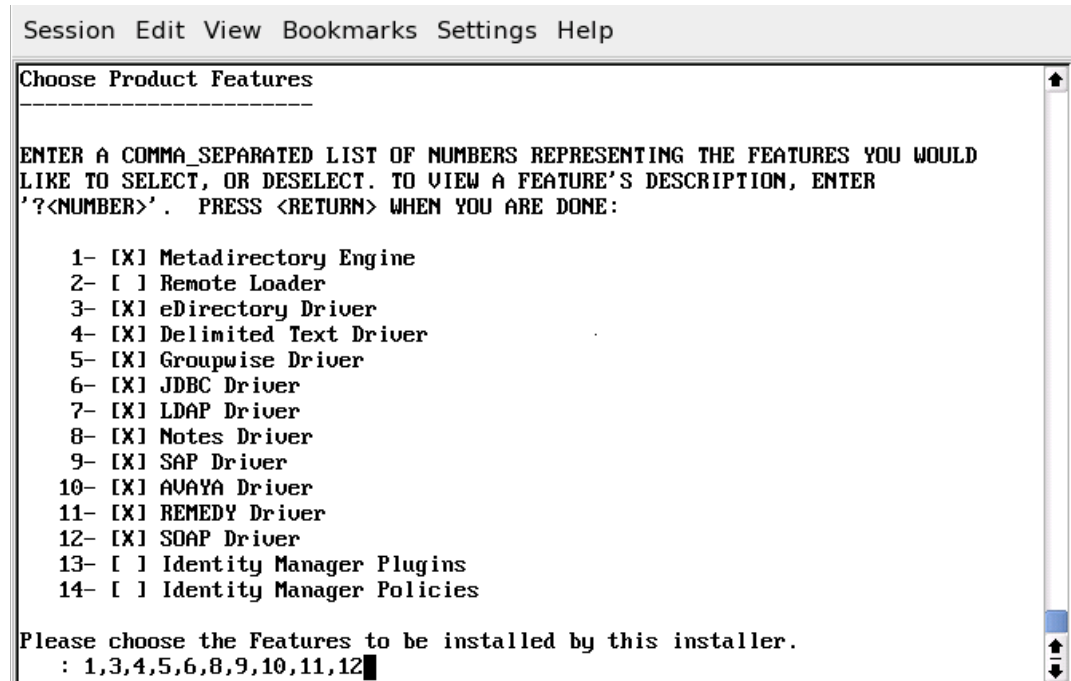 Session Edit View Bookmarks Settings Help
Choose Product Features
-----------------------
ENTER A COMMA_SEPARATED LIST OF NUMBERS REPRESENTING THE FEATURES YOU WOULD
LIKE TO SELECT, OR DESELECT. TO VIEW A FEATURE'S DESCRIPTION, ENTER
'?<NUMBER>'. PRESS <RETURN> WHEN YOU ARE DONE:
1- [X] Metadirectory Engine
2- [ ] Remote Loader
3- [X] eDirectory Driver
4- [X] Delimited Text Driver
5- [X] Groupwise Driver
6- [X] JDBC Driver
7- [X] LDAP Driver
8- [X] Notes Driver
9- [X] SAP Driver
10- [X] AVAYA Driver
11- [X] REMEDY Driver
12- [X] SOAP Driver
13- [ ] Identity Manager Plugins
14- [ ] Identity Manager Policies
Please choose the Features to be installed by this installer.
: 1,3,4,5,6,8,9,10,11,12